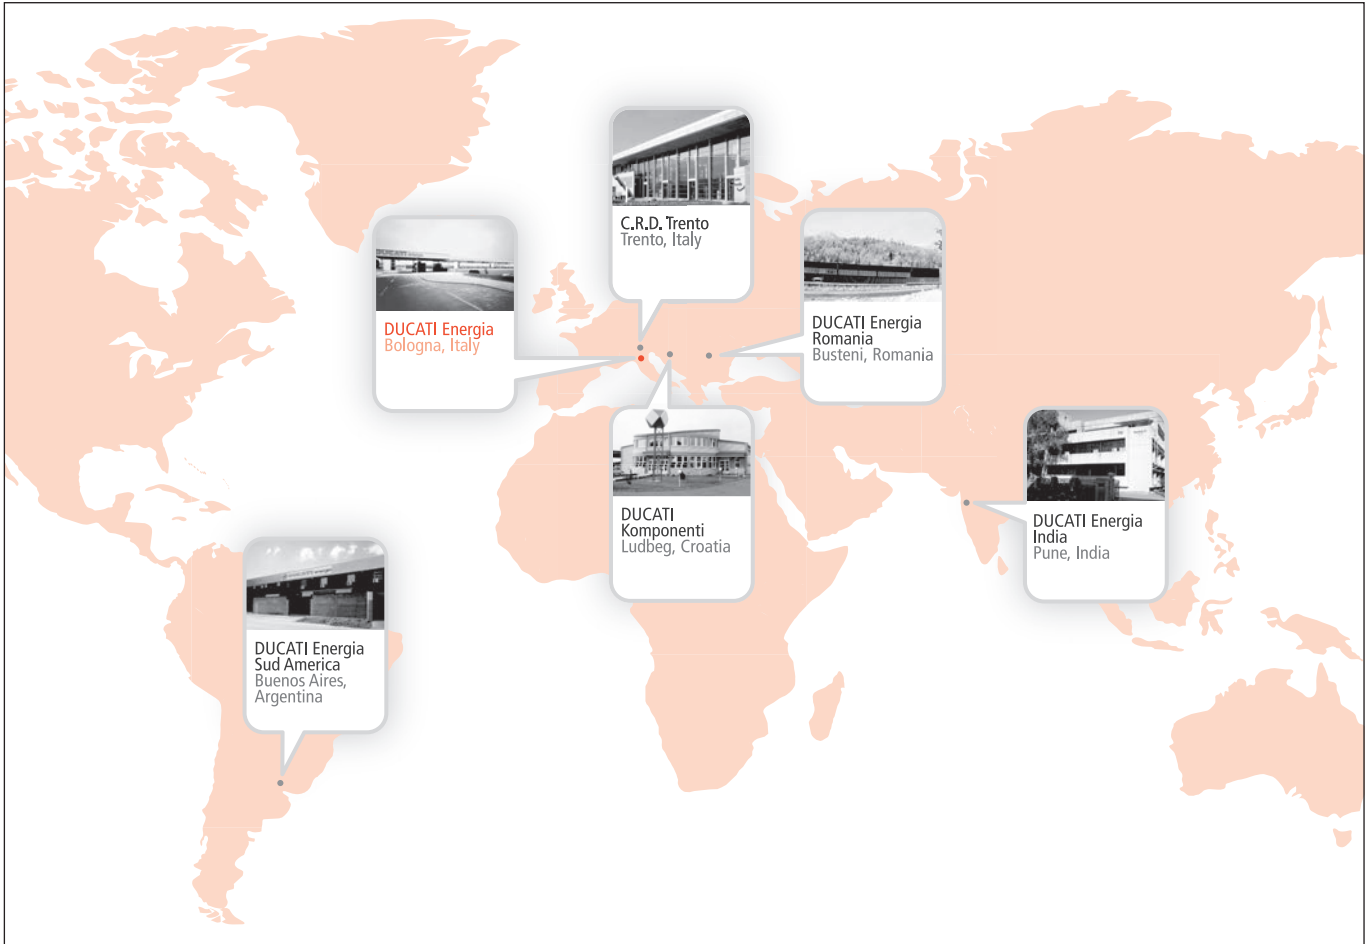 C.R.D. Trento
Trento, Italy
DUCATI Energia
Bologna, Italy
DUCATI Energia
Romania
Busteni, Romania
DUCATI
Komponenti
Ludbeg, Croatia
DUCATI Energia
India
Pune, India
DUCATI Energia
Sud America
Buenos Aires,
Argentina